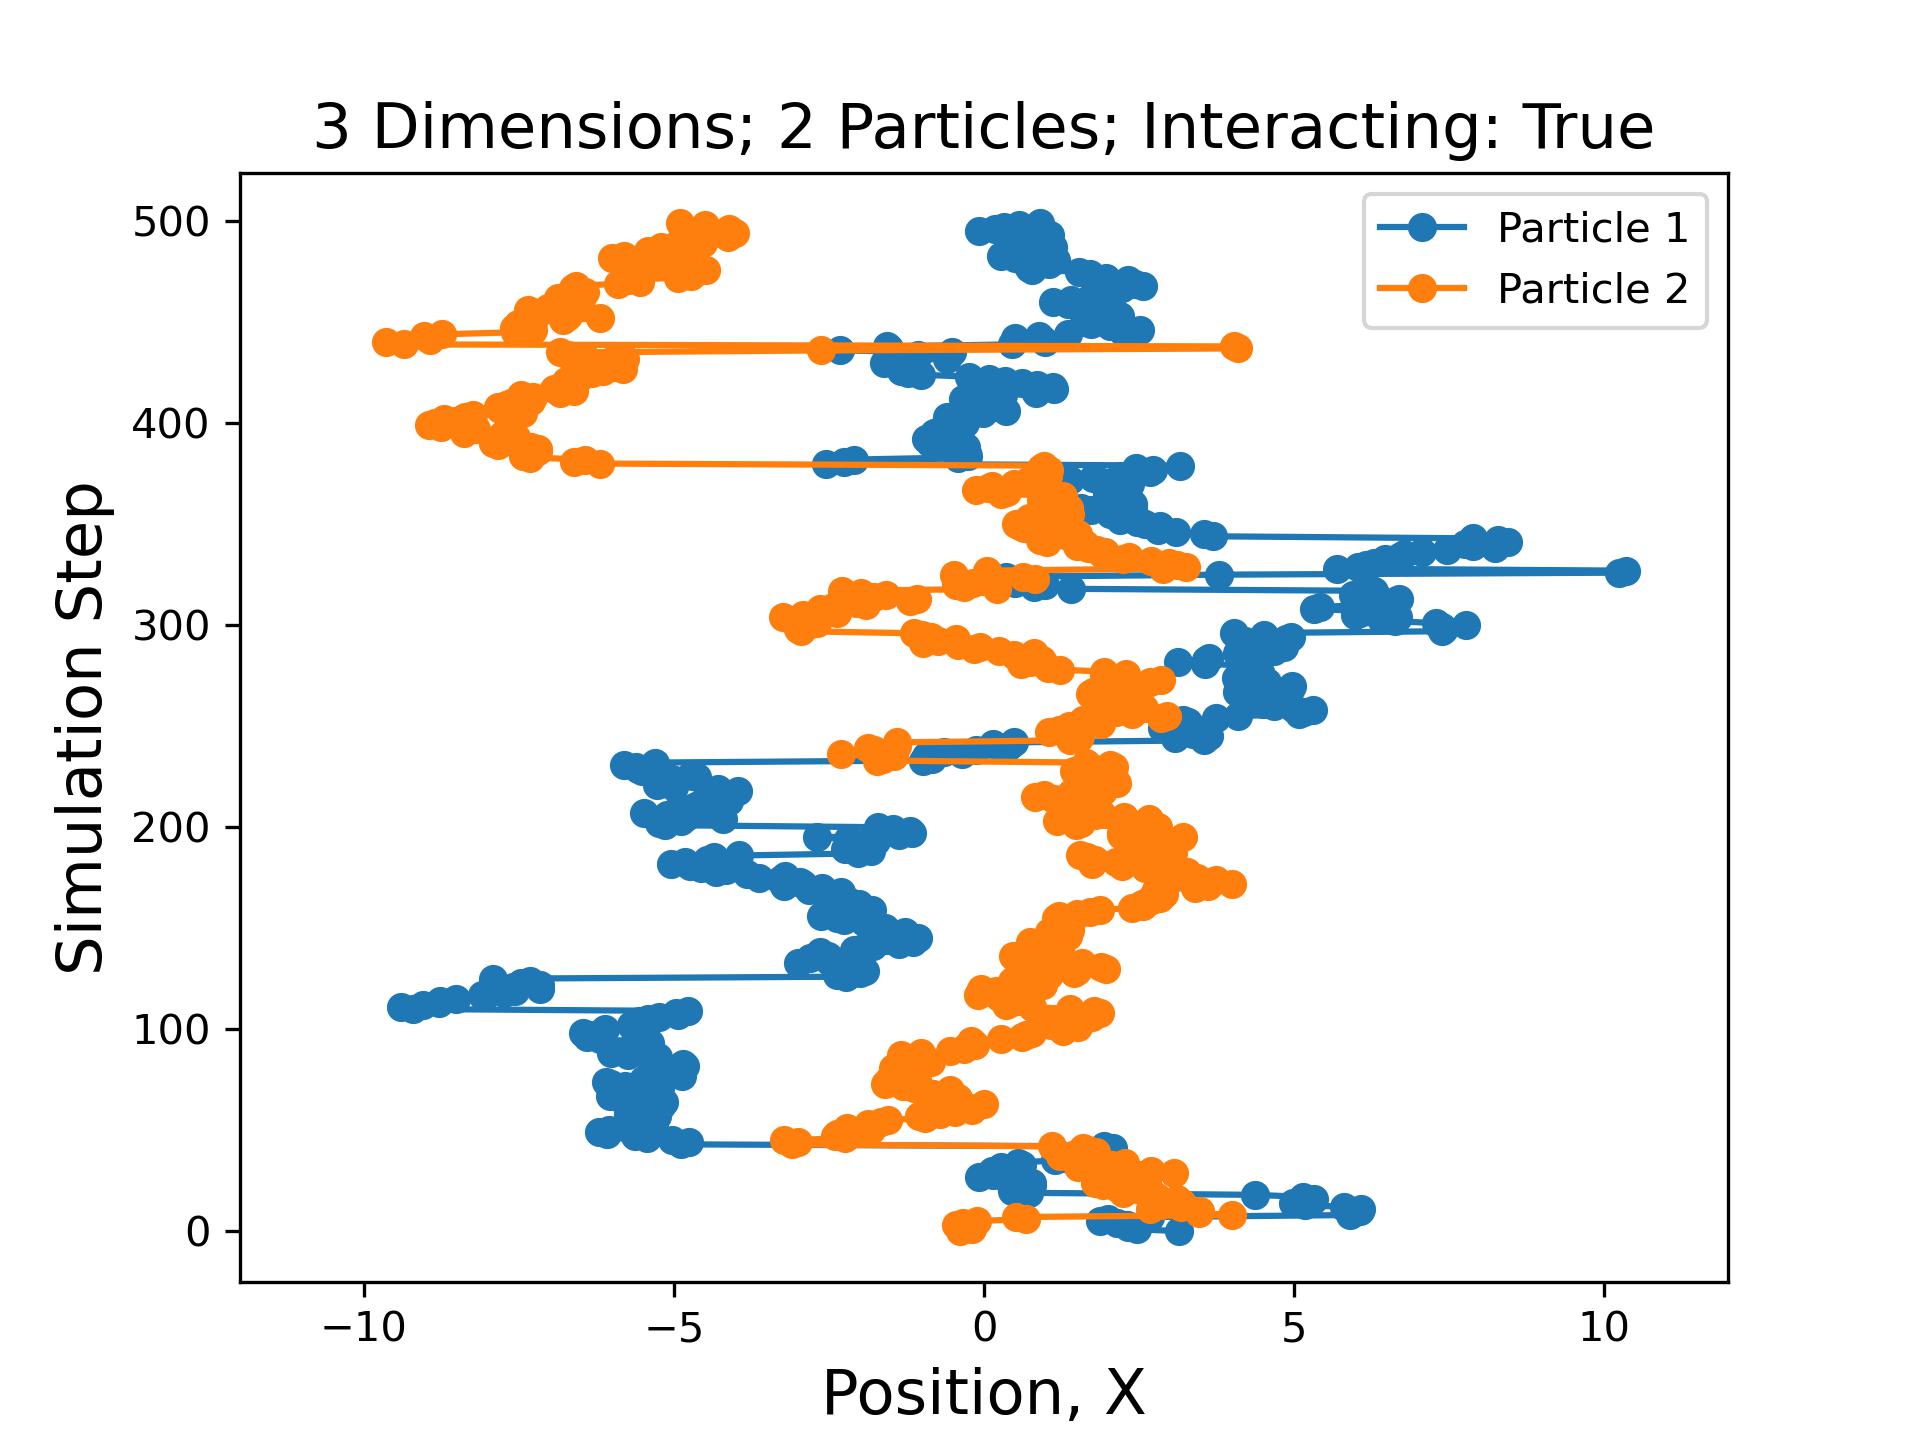 3 Dimensions; 2 Particles; Interacting: True
Particle 1
Particle 2
Simulation Step
500
400
300
200
100
0
−10
−5
0
5
10
Position, X